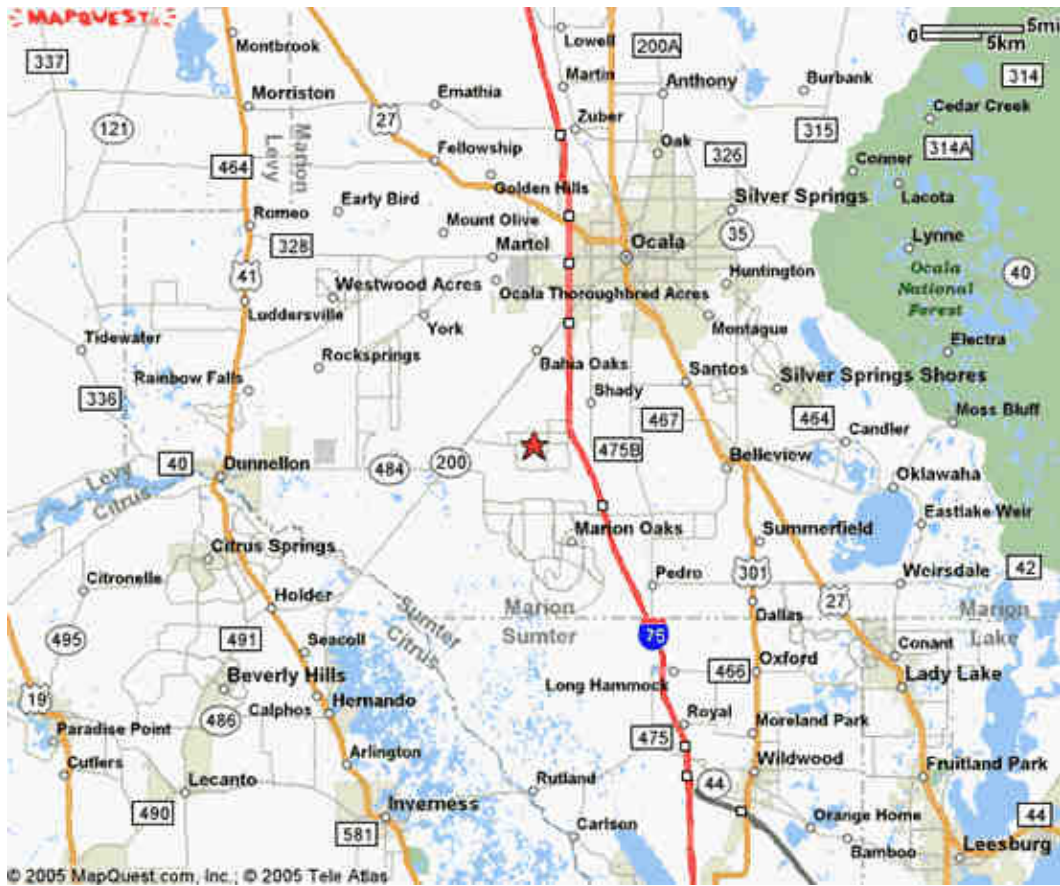 MAPQUEST
5mi
0
5km
Montbrook
Lowell
200A
337
Martin
Anthony
Burbank
314
Morriston
Emathia
Cedar Creek
27
Zuber
121
Levy
Marion
315
Oak
314A
464
Fellowship
326
Conner
Golden Hills
Silver Springs
Lacota
Early Bird
Romeo
Mount Olive
35
Ocala
Lynne
328
Martel
Ocala
National
Forest
40
41
Huntington
Westwood Acres
Ocala Thoroughbred Acres
Luddersville
York
Montague
Tidewater
Electra
Rocksprings
Bahia Oaks
Rainbow Falls
Santos
Silver Springs Shores
336
Shady
Moss Bluff
467
464
Candler
475B
40
Dunnellon
484
200
Belleview
Levy
Citrus
Oklawaha
Eastlake Weir
Marion Oaks
Summerfield
Citrus Springs
42
Citronelle
Pedro
301
Weirsdale
Holder
Sumter
Citrus
Marion
Sumter
Dallas
27
Marion
Lake
495
491
Seacoll
75
Conant
Beverly Hills
Long Hammock
466
Oxford
Lady Lake
19
486
Calphos
Hernando
Royal
Moreland Park
Paradise Point
475
Arlington
Wildwood
Cutlers
Lecanto
Rutland
44
Fruitland Park
490
Inverness
Orange Home
44
581
Carlson
Bamboo
Leesburg
© 2005 MapQuest.com, Inc.; © 2005 Tele Atlas